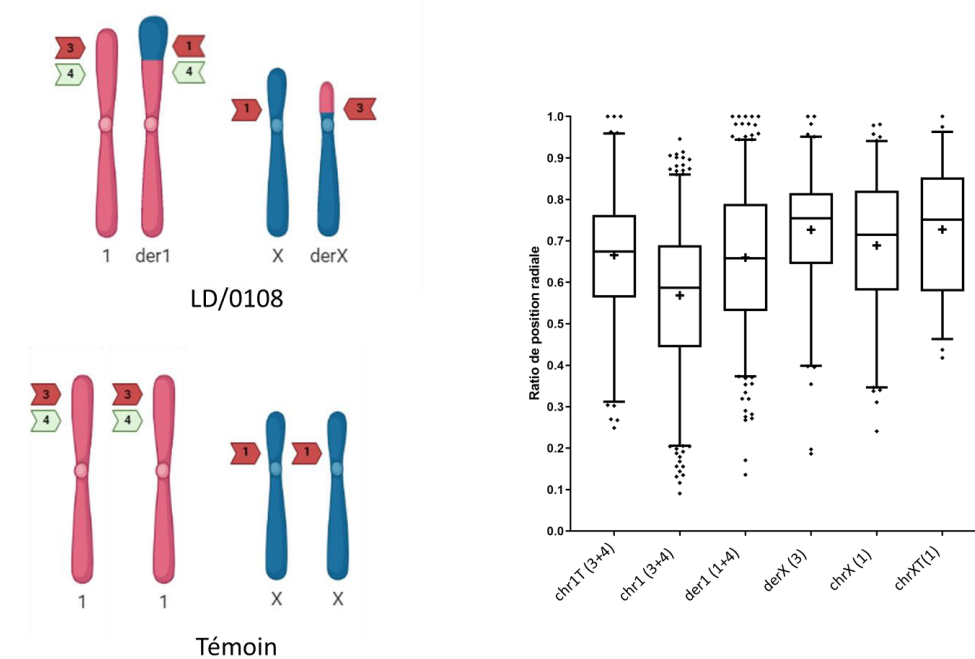 3
4
1
4
1
3
1
der1
X
derX
LD/0108
3
4
3
4
1
1
1
1
X
X
Témoin
Ratio de position radiale
1.0
0.9
0.8
0.7
0.6
0.5
0.4
0.3
0.2
0.1
0.0
chr1T (3+4)
chr1 (3+4)
der1 (1+4)
derX (3)
chrX (1)
chrXT(1)